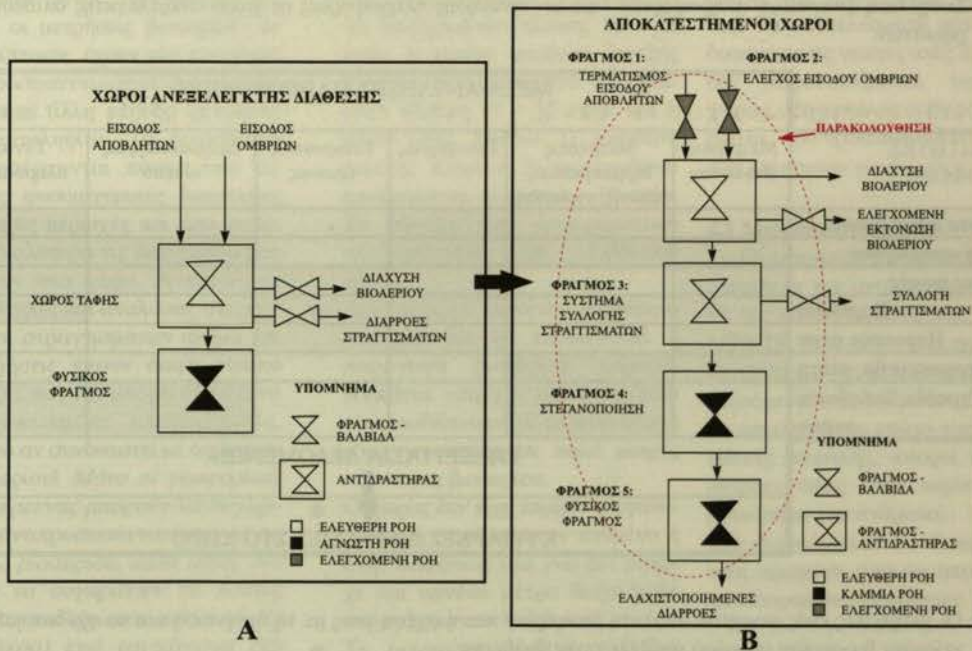 ΧΩΡΟΙ ΑΝΕΞΕΛΕΓΚΤΗΣ ΔΙΑΘΕΣΗΣ
ΕΙΣΟΔΟΣ
ΑΠΟΒΛΗΤΩΝ
ΕΙΣΟΔΟΣ
ΟΜΒΡΙΩΝ
ΧΩΡΟΣ ΤΑΦΗΣ
ΔΙΑΧΥΣΗ
ΒΙΟΑΕΡΙΟΥ
ΔΙΑΡΡΟΕΣ
ΣΤΡΑΓΓΙΣΜΑΤΩΝ
ΦΥΣΙΚΟΣ
ΦΡΑΓΜΟΣ
ΥΠΟΜΝΗΜΑ
ΦΡΑΓΜΟΣ -
ΒΑΛΒΙΔΑ
ΑΝΤΙΔΡΑΣΤΗΡΑΣ
ΕΛΕΥΘΕΡΗ ΡΟΗ
ΑΓΝΩΣΤΗ ΡΟΗ
ΕΛΕΓΧΟΜΕΝΗ ΡΟΗ
Α
ΑΠΟΚΑΤΕΣΤΗΜΕΝΟΙ ΧΩΡΟΙ
ΦΡΑΓΜΟΣ 1:
ΤΕΡΜΑΤΙΣΜΟΣ
ΕΙΣΟΔΟΥ
ΑΠΟΒΛΗΤΩΝ
ΦΡΑΓΜΟΣ 2:
ΕΛΕΓΧΟΣ ΕΙΣΟΔΟΥ ΟΜΒΡΙΩΝ
ΠΑΡΑΚΟΛΟΥΘΗΣΗ
ΔΙΑΧΥΣΗ
ΒΙΟΑΕΡΙΟΥ
ΕΛΕΓΧΟΜΕΝΗ
ΕΚΤΟΝΩΣΗ
ΒΙΟΑΕΡΙΟΥ
ΦΡΑΓΜΟΣ 3:
ΣΥΣΤΗΜΑ
ΣΥΛΛΟΓΗΣ
ΣΤΡΑΓΓΙΣΜΑΤΩΝ
ΣΥΛΛΟΓΗ
ΣΤΡΑΓΓΙΣΜΑΤΩΝ
ΦΡΑΓΜΟΣ 4:
ΣΤΕΓΑΝΟΠΟΙΗΣΗ
ΦΡΑΓΜΟΣ 5:
ΦΥΣΙΚΟΣ
ΦΡΑΓΜΟΣ
ΕΛΑΧΙΣΤΟΠΟΙΗΜΕΝΕΣ
ΔΙΑΡΡΟΕΣ
ΥΠΟΜΝΗΜΑ
ΦΡΑΓΜΟΣ -
ΒΑΛΒΙΔΑ
ΦΡΑΓΜΟΣ -
ΑΝΤΙΔΡΑΣΤΗΡΑΣ
ΕΛΕΥΘΕΡΗ ΡΟΗ
ΚΑΜΜΙΑ ΡΟΗ
ΕΛΕΓΧΟΜΕΝΗ ΡΟΗ
Β